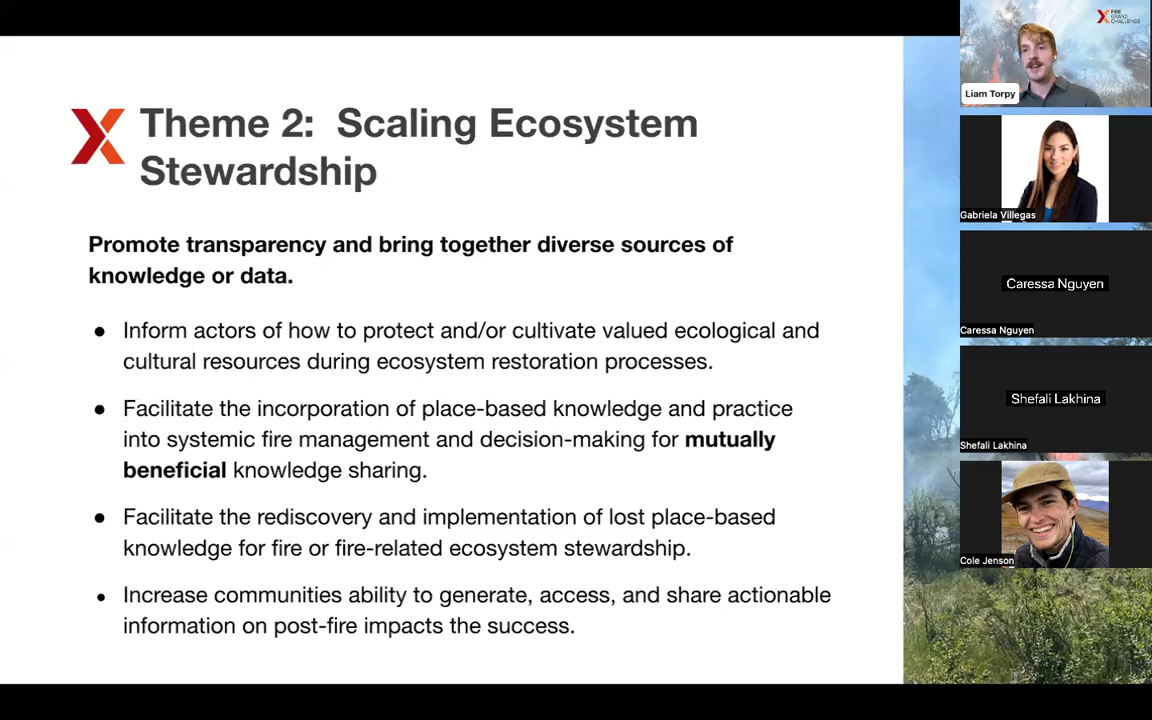 Theme 2: Scaling Ecosystem
Stewardship
Promote transparency and bring together diverse sources of
knowledge or data.
● Inform actors of how to protect and/or cultivate valued ecological and
cultural resources during ecosystem restoration processes.
● Facilitate the incorporation of place-based knowledge and practice
into systemic fire management and decision-making for mutually
beneficial knowledge sharing.
● Facilitate the rediscovery and implementation of lost place-based
knowledge for fire or fire-related ecosystem stewardship.
● Increase communities ability to generate, access, and share actionable
information on post-fire impacts the success.
FIRE
GRAND
CHALLENGE
Liam Torpy
Gabriela Villegas
Caressa Nguyen
Caressa Nguyen
Shefali Lakhina
Shefali Lakhina
Cole Jenson